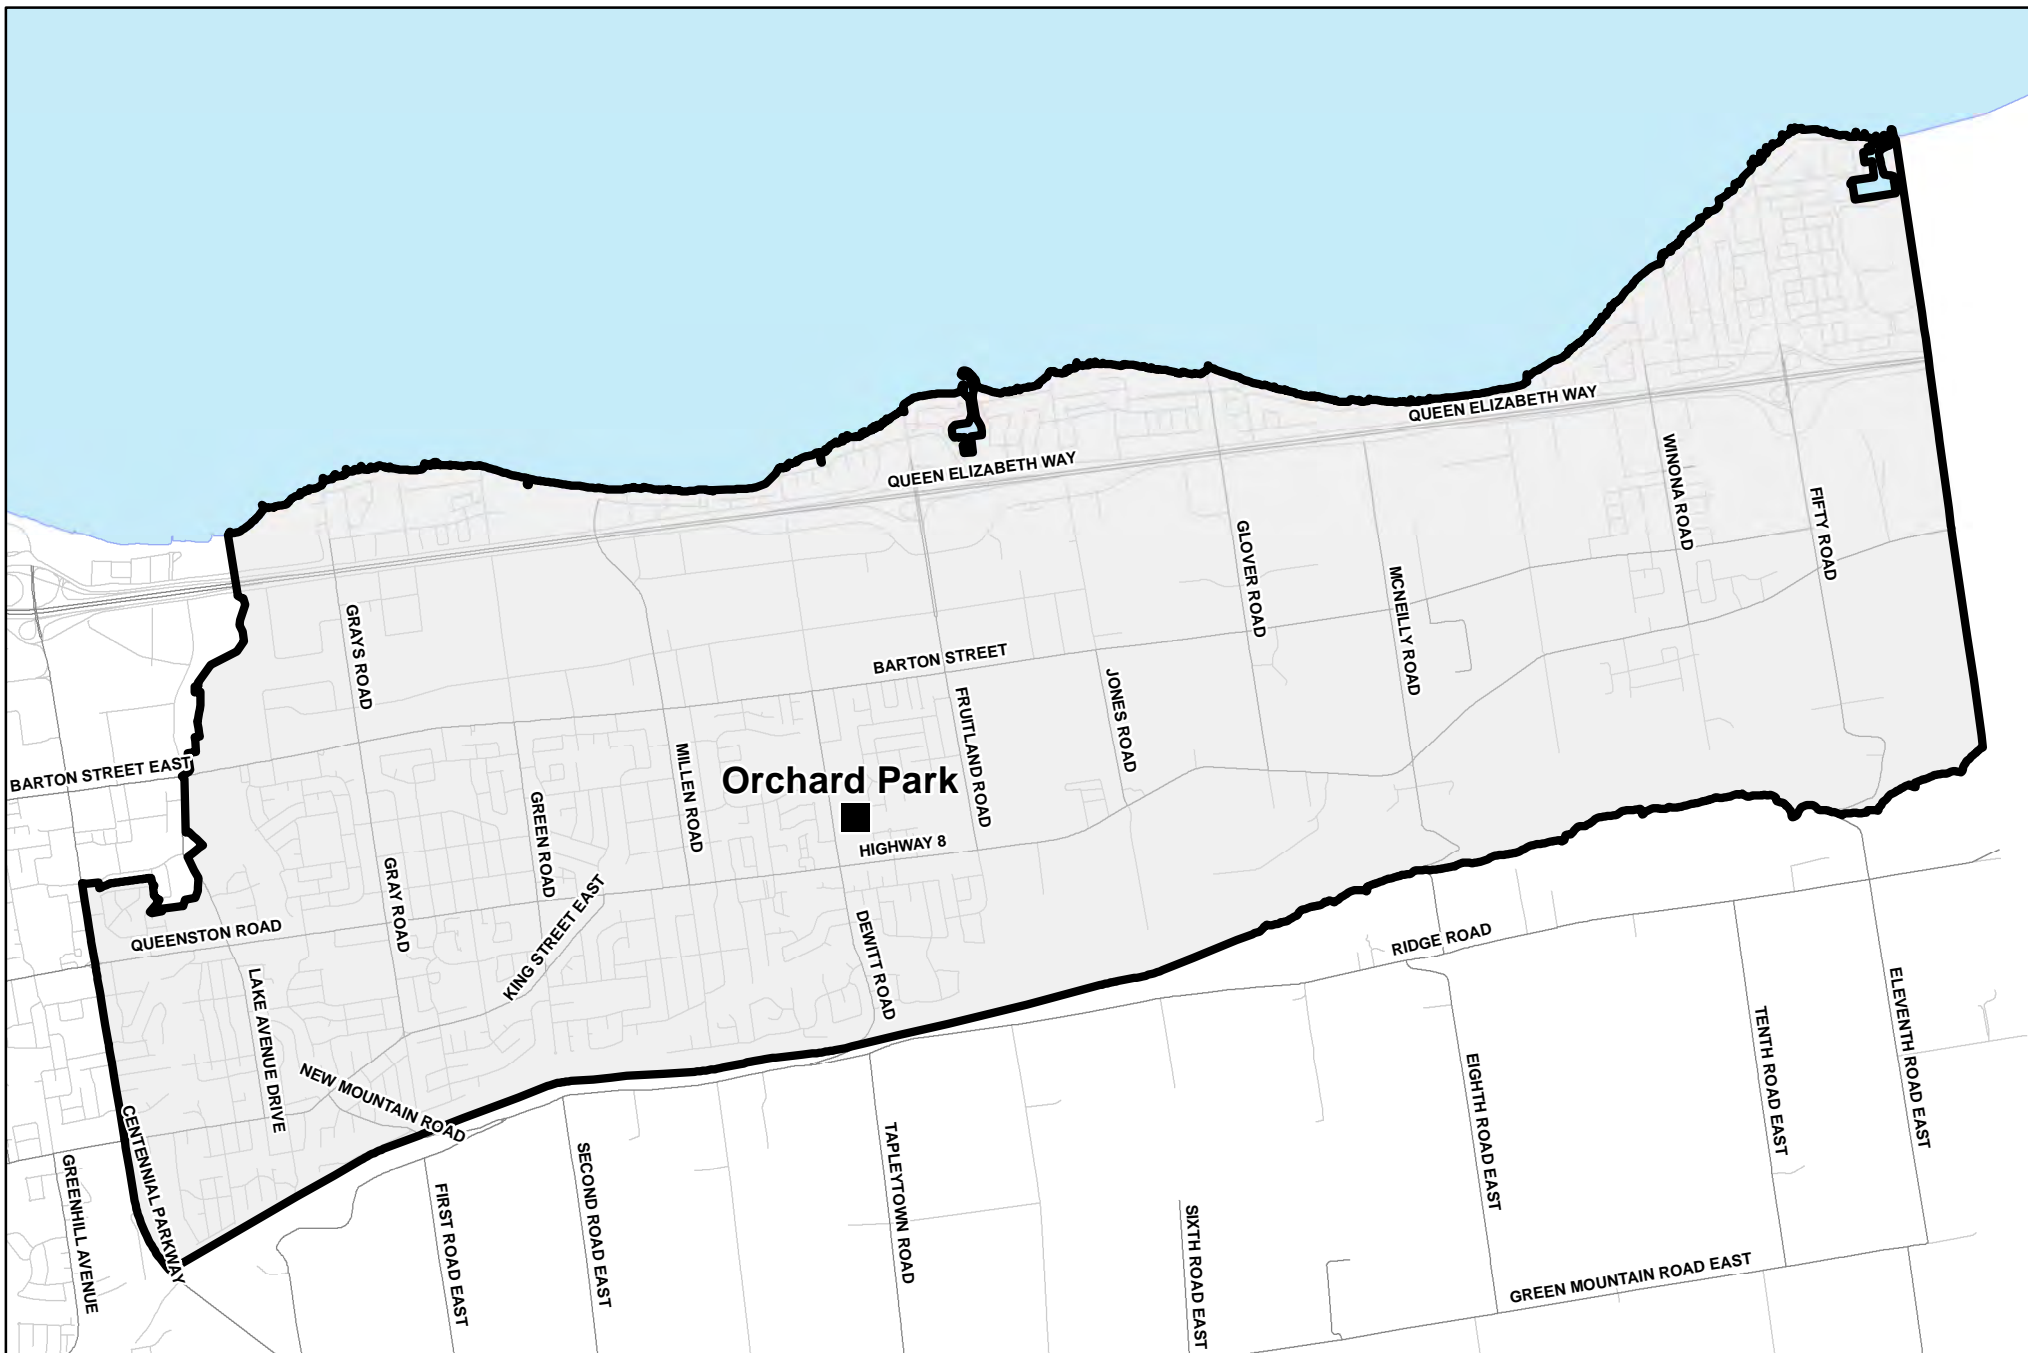 QUEEN ELIZABETH WAY
QUEEN ELIZABETH WAY
WINONA ROAD
FIFTY ROAD
GLOVER ROAD
MCNEILLY ROAD
GRAYS ROAD
BARTON STREET
JONES ROAD
FRUITLAND ROAD
MILLEN ROAD
BARTON STREET EAST
Orchard Park
GREEN ROAD
HIGHWAY 8
GRAY ROAD
KING STREET EAST
QUEENSTON ROAD
DEWITT ROAD
RIDGE ROAD
LAKE AVENUE DRIVE
ELEVENTH ROAD EAST
TENTH ROAD EAST
EIGHTH ROAD EAST
NEW MOUNTAIN ROAD
CENTENNIAL PARKWAY
GREENHILL AVENUE
FIRST ROAD EAST
SECOND ROAD EAST
TAPLEYTOWN ROAD
SIXTH ROAD EAST
GREEN MOUNTAIN ROAD EAST